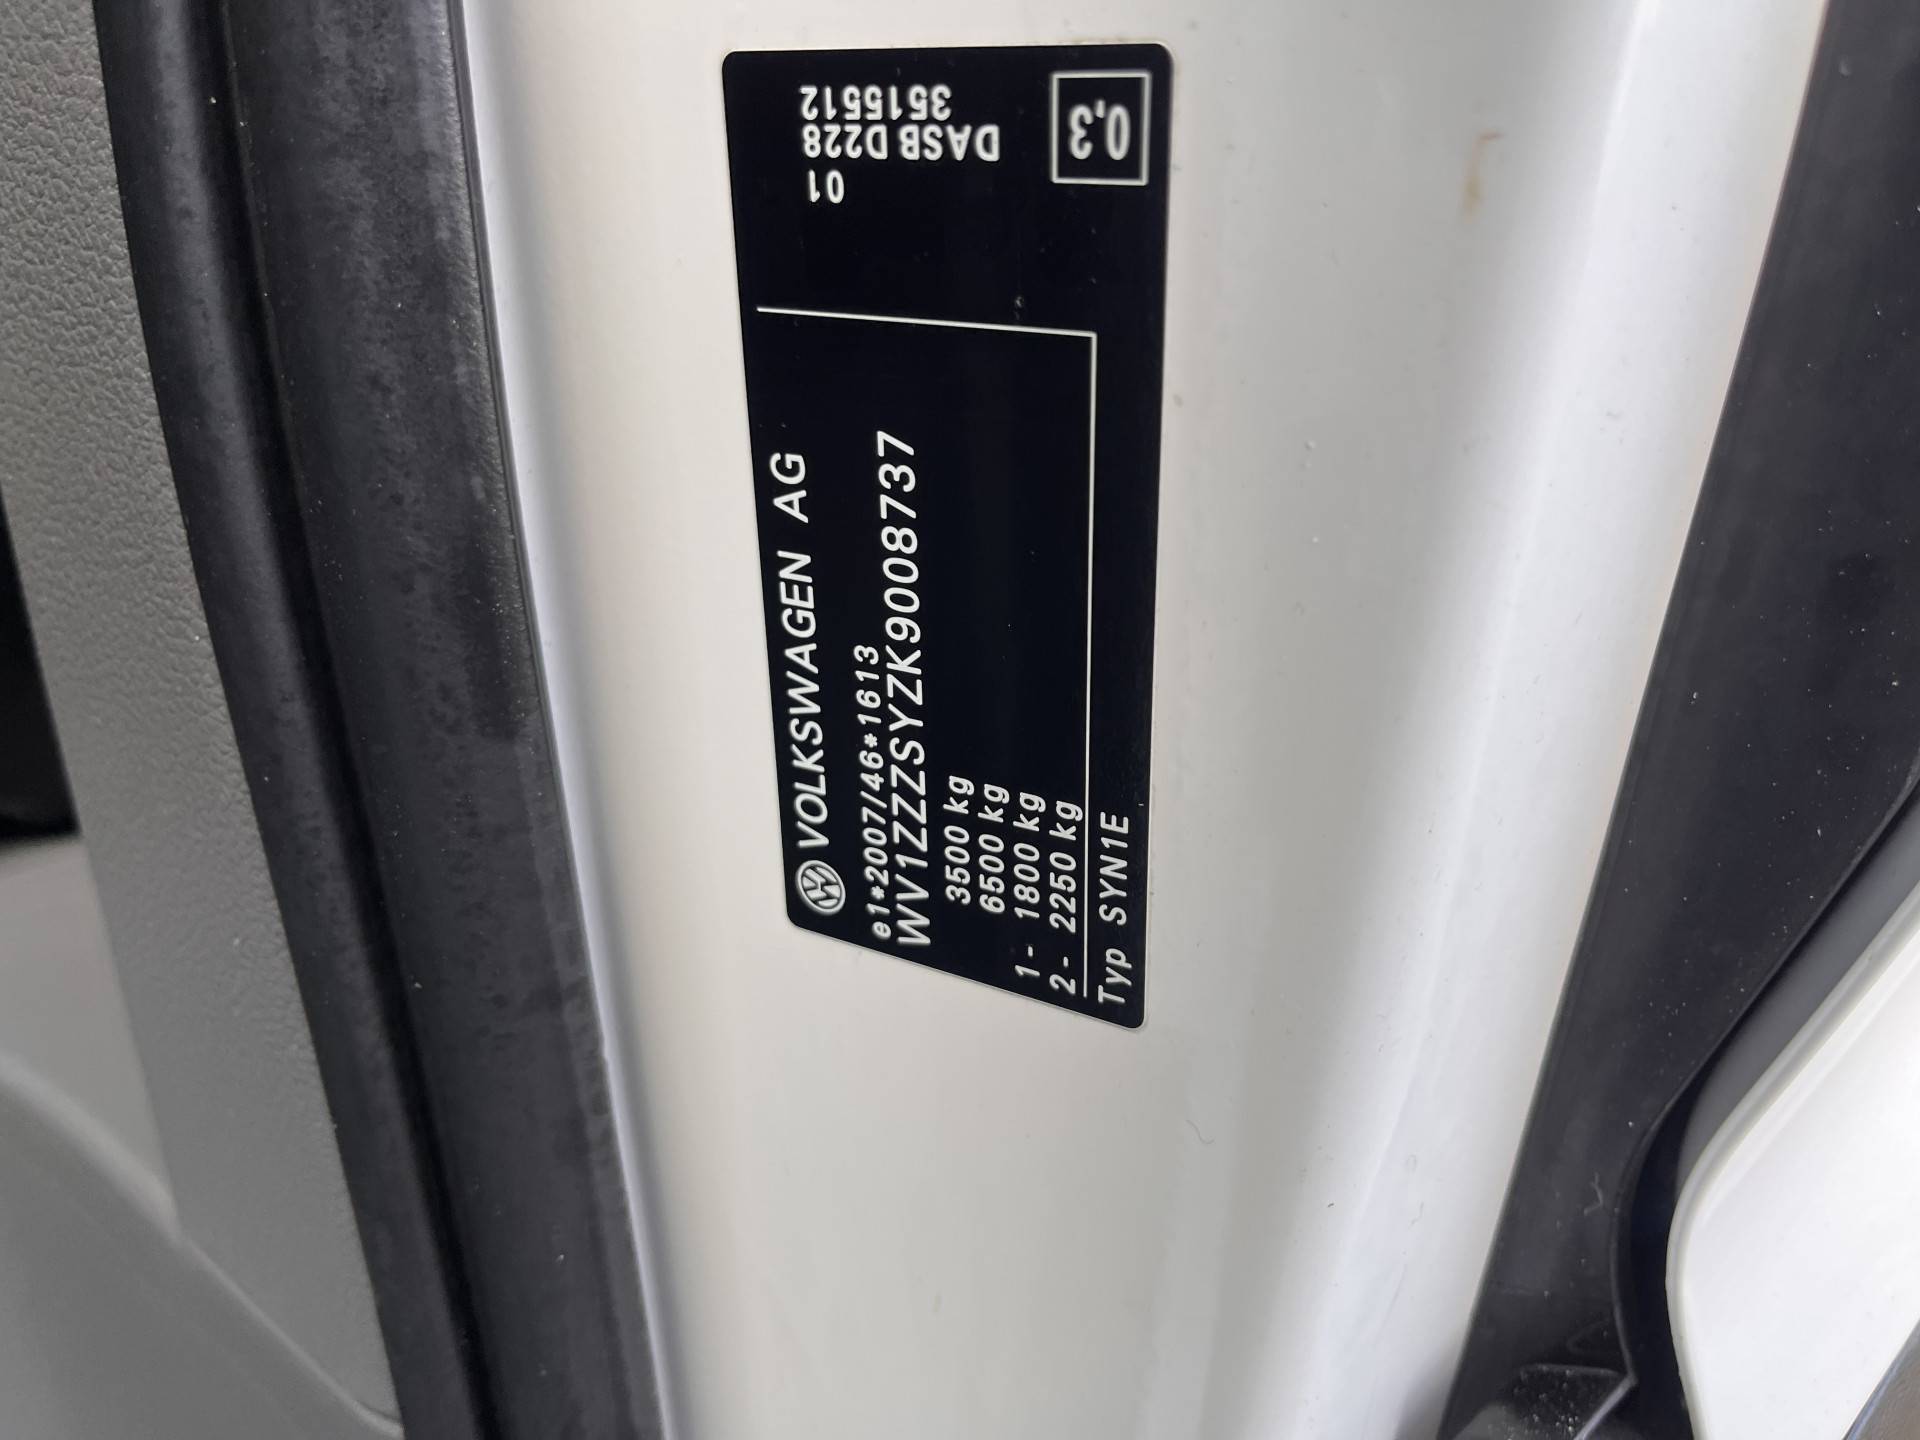 VOLKSWAGEN AG
e1*2007/46*1613
WV1ZZZSYZK9008737
3500 kg
6500 kg
1- 1800 kg
2- 2250 kg
Typ SYN1E
01
DASB D228
3515512
0,3